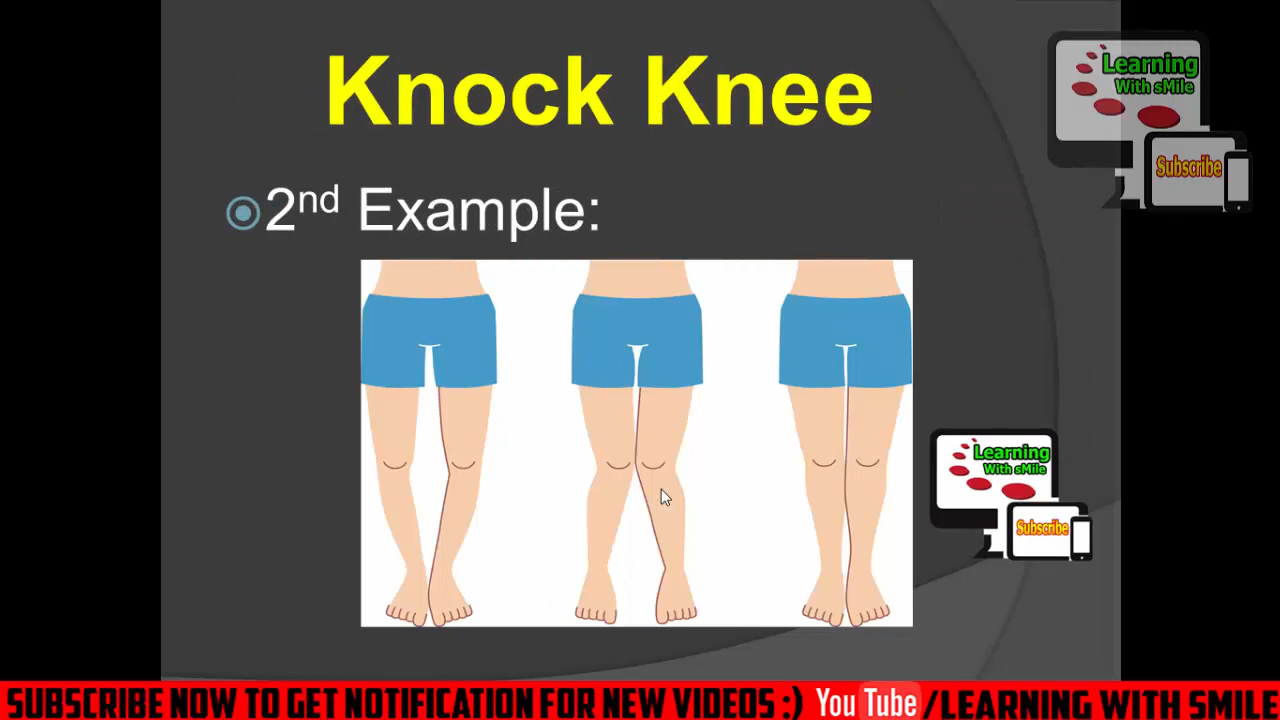 Knock Knee
2nd Example:
Learning
With sMile
Subscribe
Learning
With sMile
Subscribe
SUBSCRIBE NOW TO GET NOTIFICATION FOR NEW VIDEOS ;) YouTube/LEARNING WITH SMILE